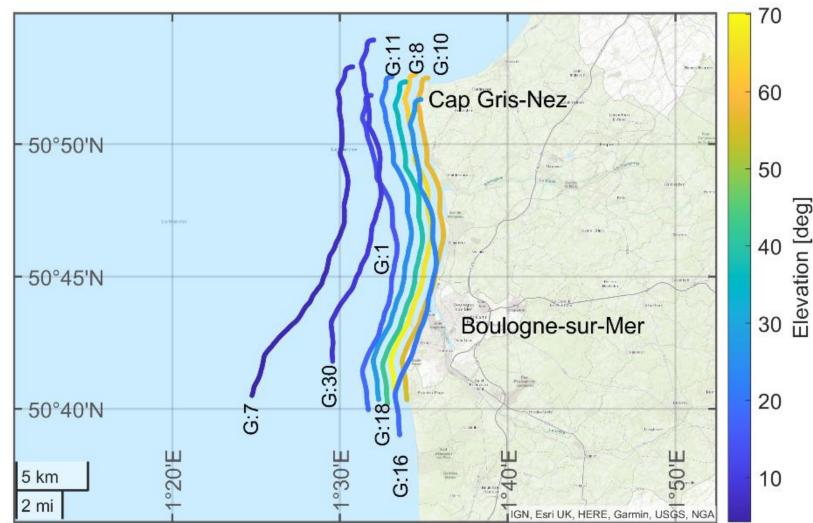 G:11
G:8
G:10
Cap Gris-Nez
50°50'N
La Manche
G:1
50°45'N
Boulogne-sur-Mer
G:7
G:30
G:18
G:16
50°40'N
5 km
2 mi
1°20'E
1°30'E
1°40'E
1°50'E
IGN, Esri UK, HERE, Garmin, USGS, NGA
70
60
50
40
30
20
10
Elevation [deg]